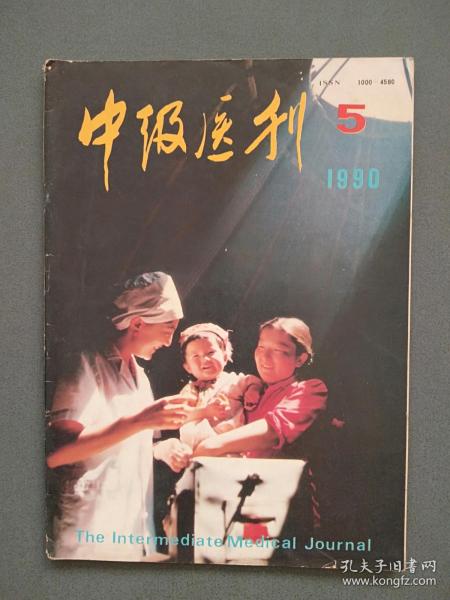 ISSN 1000-4580
中级医刊
5
1990
The Intermediate Medical Journal
孔夫子旧书网
www.kongfz.com